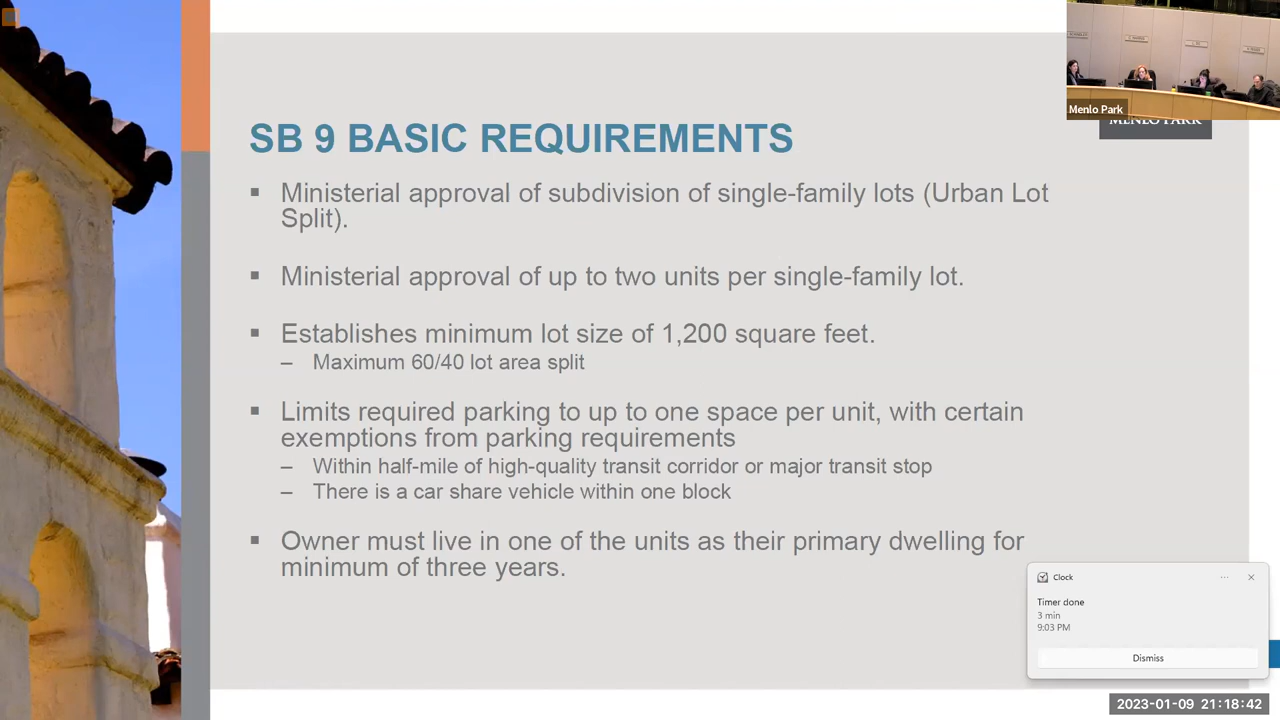 Menlo Park
MENLO PARK
SB 9 BASIC REQUIREMENTS
▪ Ministerial approval of subdivision of single-family lots (Urban Lot
Split).
▪ Ministerial approval of up to two units per single-family lot.
▪ Establishes minimum lot size of 1,200 square feet.
– Maximum 60/40 lot area split
▪ Limits required parking to up to one space per unit, with certain
exemptions from parking requirements
– Within half-mile of high-quality transit corridor or major transit stop
– There is a car share vehicle within one block
▪ Owner must live in one of the units as their primary dwelling for
minimum of three years.
Clock
Timer done
3 min
9:03 PM
Dismiss
2023-01-09 21:18:42